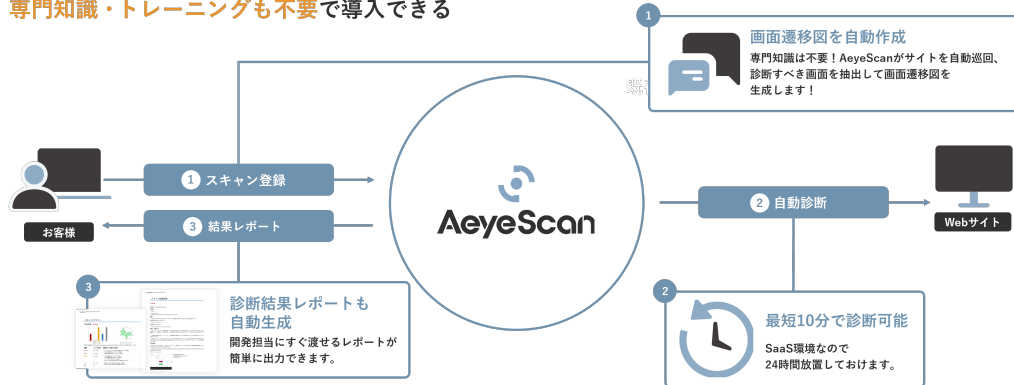 専門知識・トレーニングも不要で導入できる
1
画面遷移図を自動作成
専門知識は不要！AeyeScanがサイトを自動巡回、
診断すべき画面を抽出して画面遷移図を
生成します！
既存
1 スキャン登録
3 結果レポート
お客様
AeyeScan
2 自動診断
Webサイト
3
診断結果レポートも
自動生成
開発担当にすぐ渡せるレポートが
簡単に出力できます。
2
最短10分で診断可能
SaaS環境なので
24時間放置しておけます。